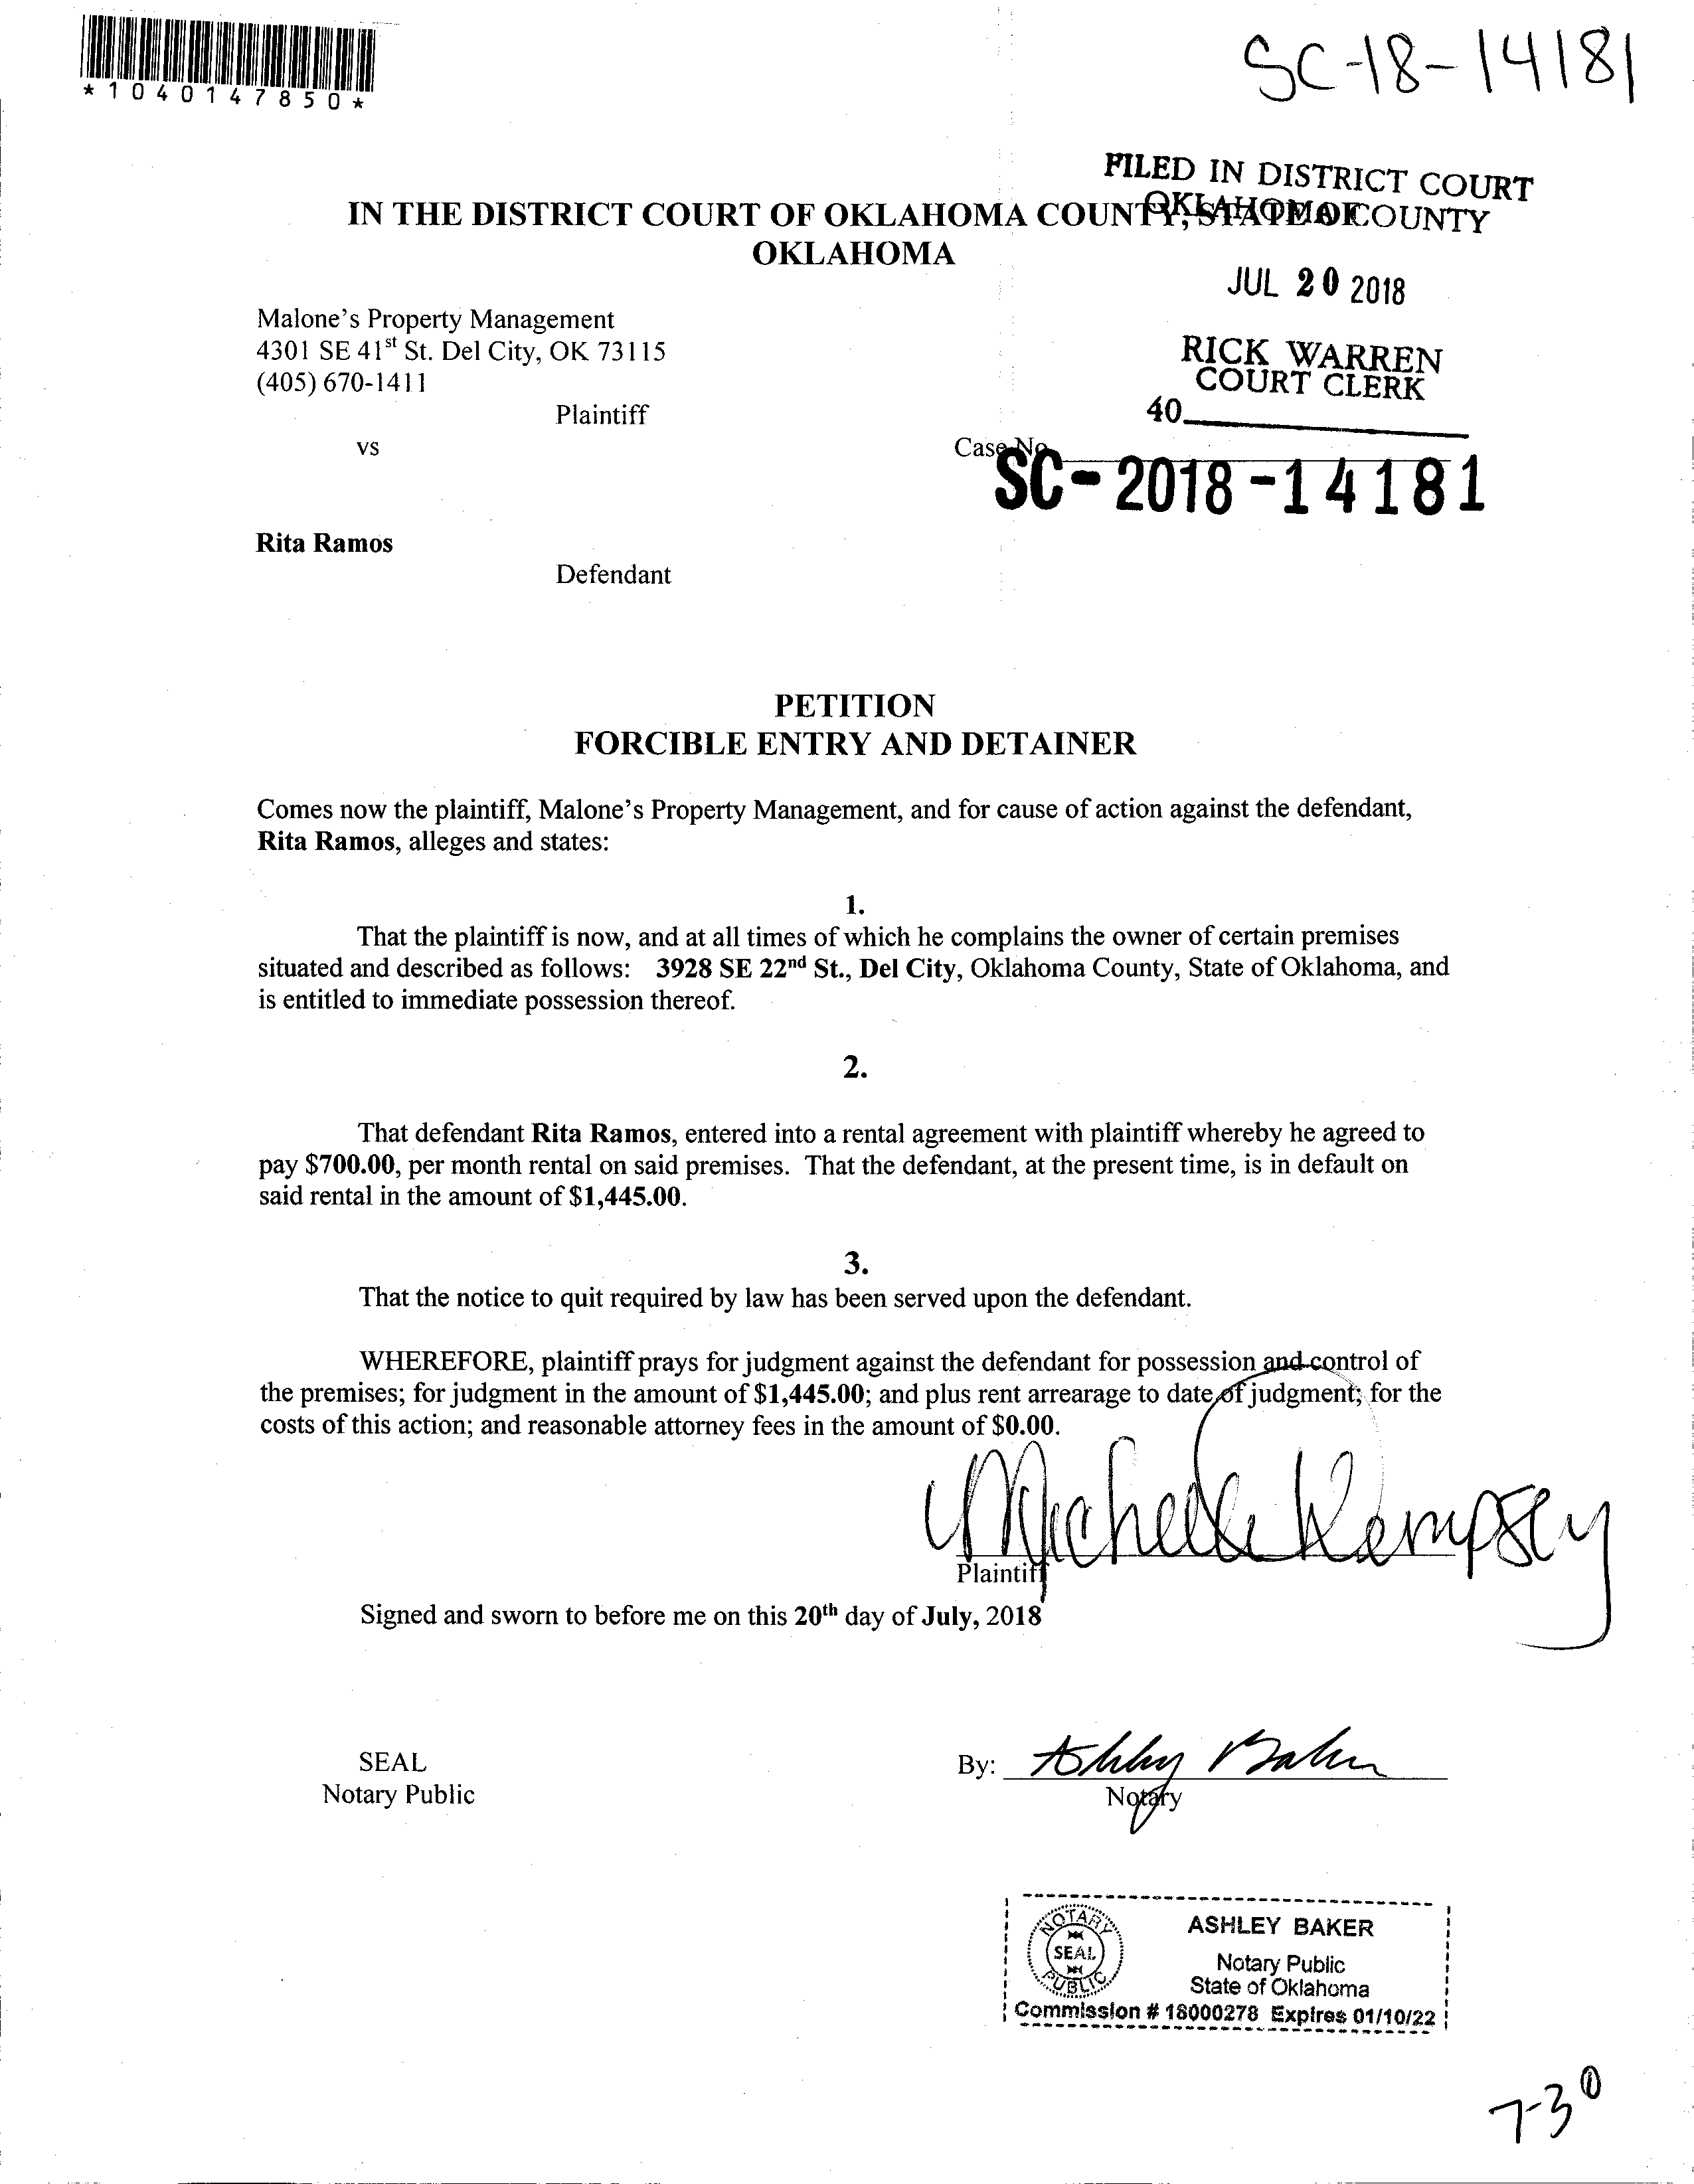 *1040147850*
SC-18-14181
FILED IN DISTRICT COURT
OKLAHOMA COUNTY
IN THE DISTRICT COURT OF OKLAHOMA COUNTY, STATE OF
OKLAHOMA
JUL 20 2018
Malone's Property Management
4301 SE 41st St. Del City, OK 73115
(405) 670-1411
RICK WARREN
COURT CLERK
40
Plaintiff
vs
Case No.
SC-2018-14181
Rita Ramos
Defendant
PETITION
FORCIBLE ENTRY AND DETAINER
Comes now the plaintiff, Malone's Property Management, and for cause of action against the defendant,
Rita Ramos, alleges and states:
1.
That the plaintiff is now, and at all times of which he complains the owner of certain premises
situated and described as follows: 3928 SE 22nd St., Del City, Oklahoma County, State of Oklahoma, and
is entitled to immediate possession thereof.
2.
That defendant Rita Ramos, entered into a rental agreement with plaintiff whereby he agreed to
pay $700.00, per month rental on said premises. That the defendant, at the present time, is in default on
said rental in the amount of $1,445.00.
3.
That the notice to quit required by law has been served upon the defendant.
WHEREFORE, plaintiff prays for judgment against the defendant for possession and control of
the premises; for judgment in the amount of $1,445.00; and plus rent arrearage to date of judgment; for the
costs of this action; and reasonable attorney fees in the amount of $0.00.
Michelle Kempsey
Plaintiff
Signed and sworn to before me on this 20th day of July, 2018
SEAL
Notary Public
By: Ashley Baker
Notary
NOTARY
SEAL
PUBLIC
ASHLEY BAKER
Notary Public
State of Oklahoma
Commission # 18000278 Expires 01/10/22
7-30